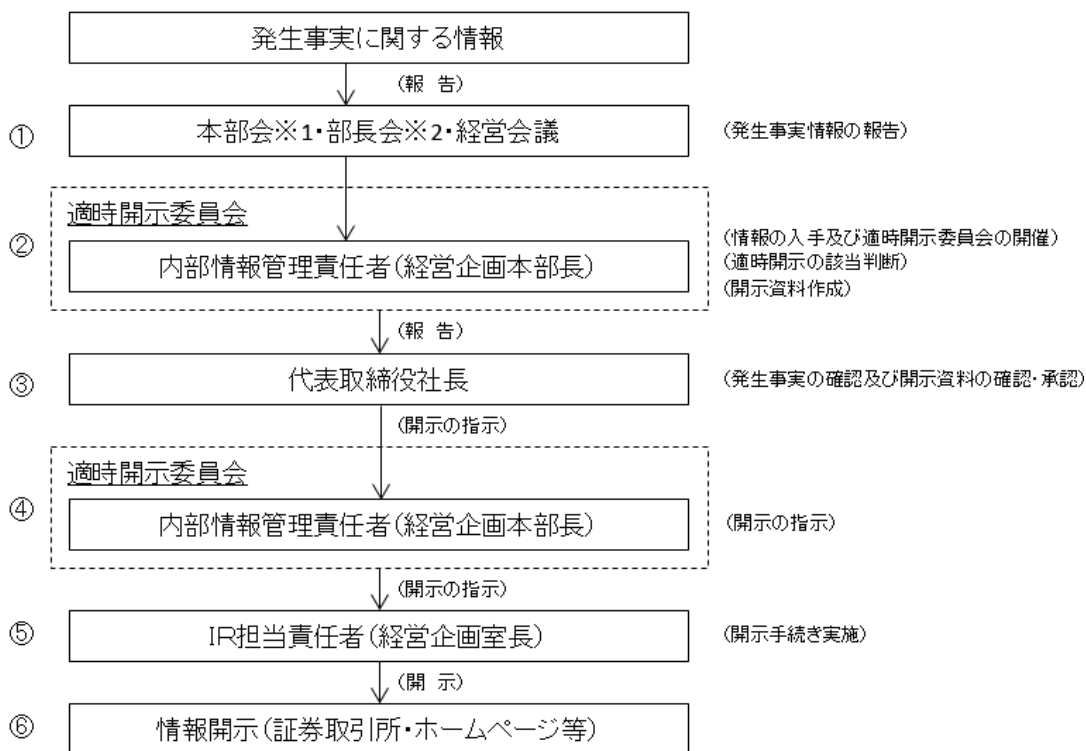 発生事実に関する情報
(報 告)
① 本部会※1・部長会※2・経営会議 (発生事実情報の報告)
適時開示委員会
② 内部情報管理責任者(経営企画本部長) (情報の入手及び適時開示委員会の開催)
(適時開示の該当判断)
(開示資料作成)
(報 告)
③ 代表取締役社長 (発生事実の確認及び開示資料の確認・承認)
(開示の指示)
適時開示委員会
④ 内部情報管理責任者(経営企画本部長) (開示の指示)
(開示の指示)
⑤ IR担当責任者(経営企画室長) (開示手続き実施)
(開 示)
⑥ 情報開示(証券取引所・ホームページ等)